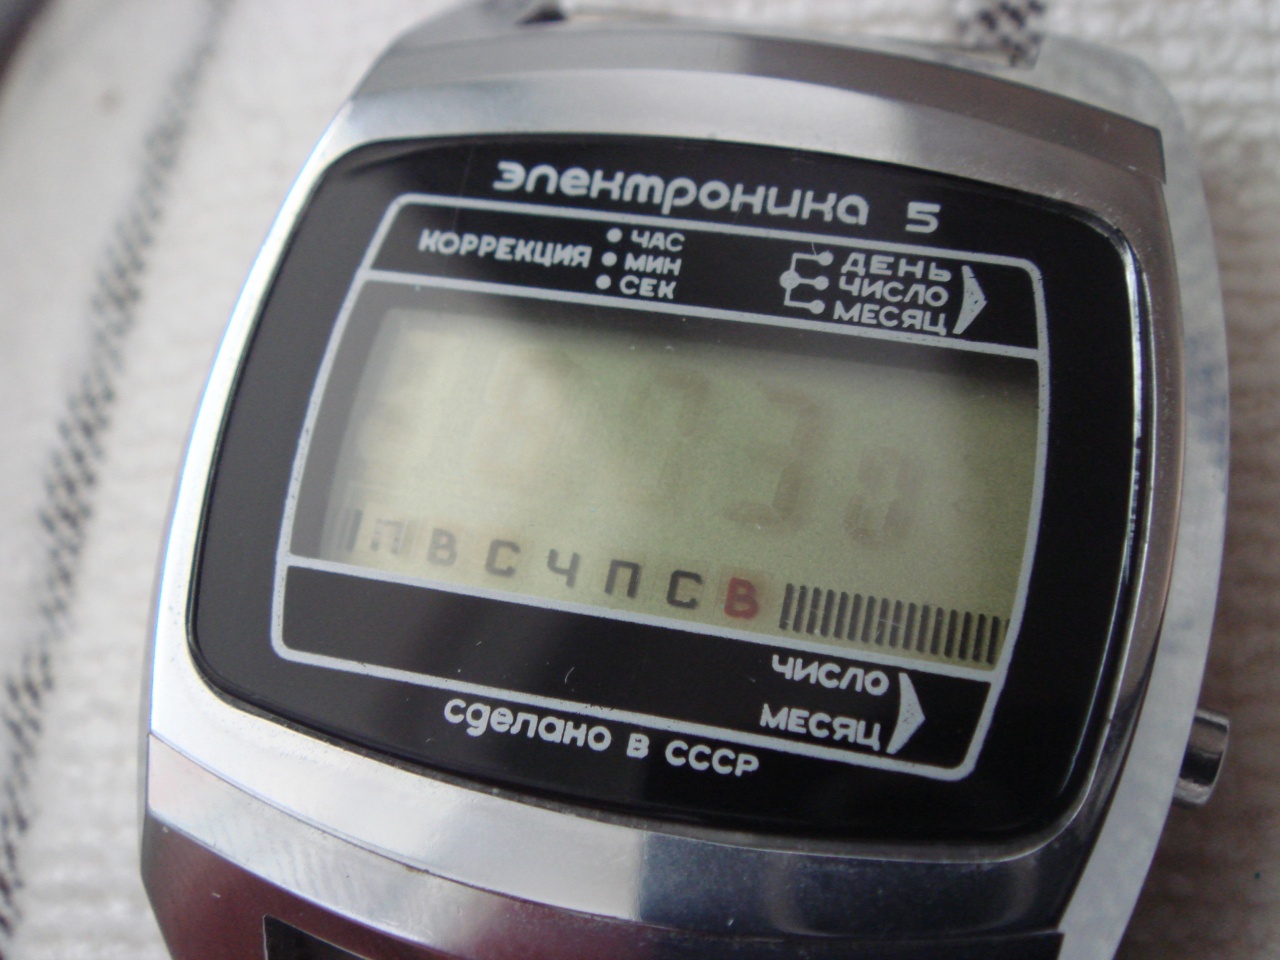 электроника 5
КОРРЕКЦИЯ
ЧАС
МИН
СЕК
ДЕНЬ
ЧИСЛО
МЕСЯЦ
П В С Ч П С В
ЧИСЛО
МЕСЯЦ
сделано в СССР